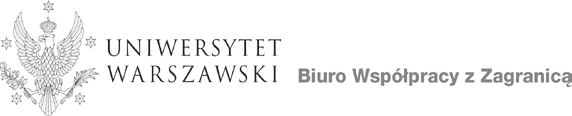 UNIWERSYTET
WARSZAWSKI
Biuro Współpracy z Zagranicą